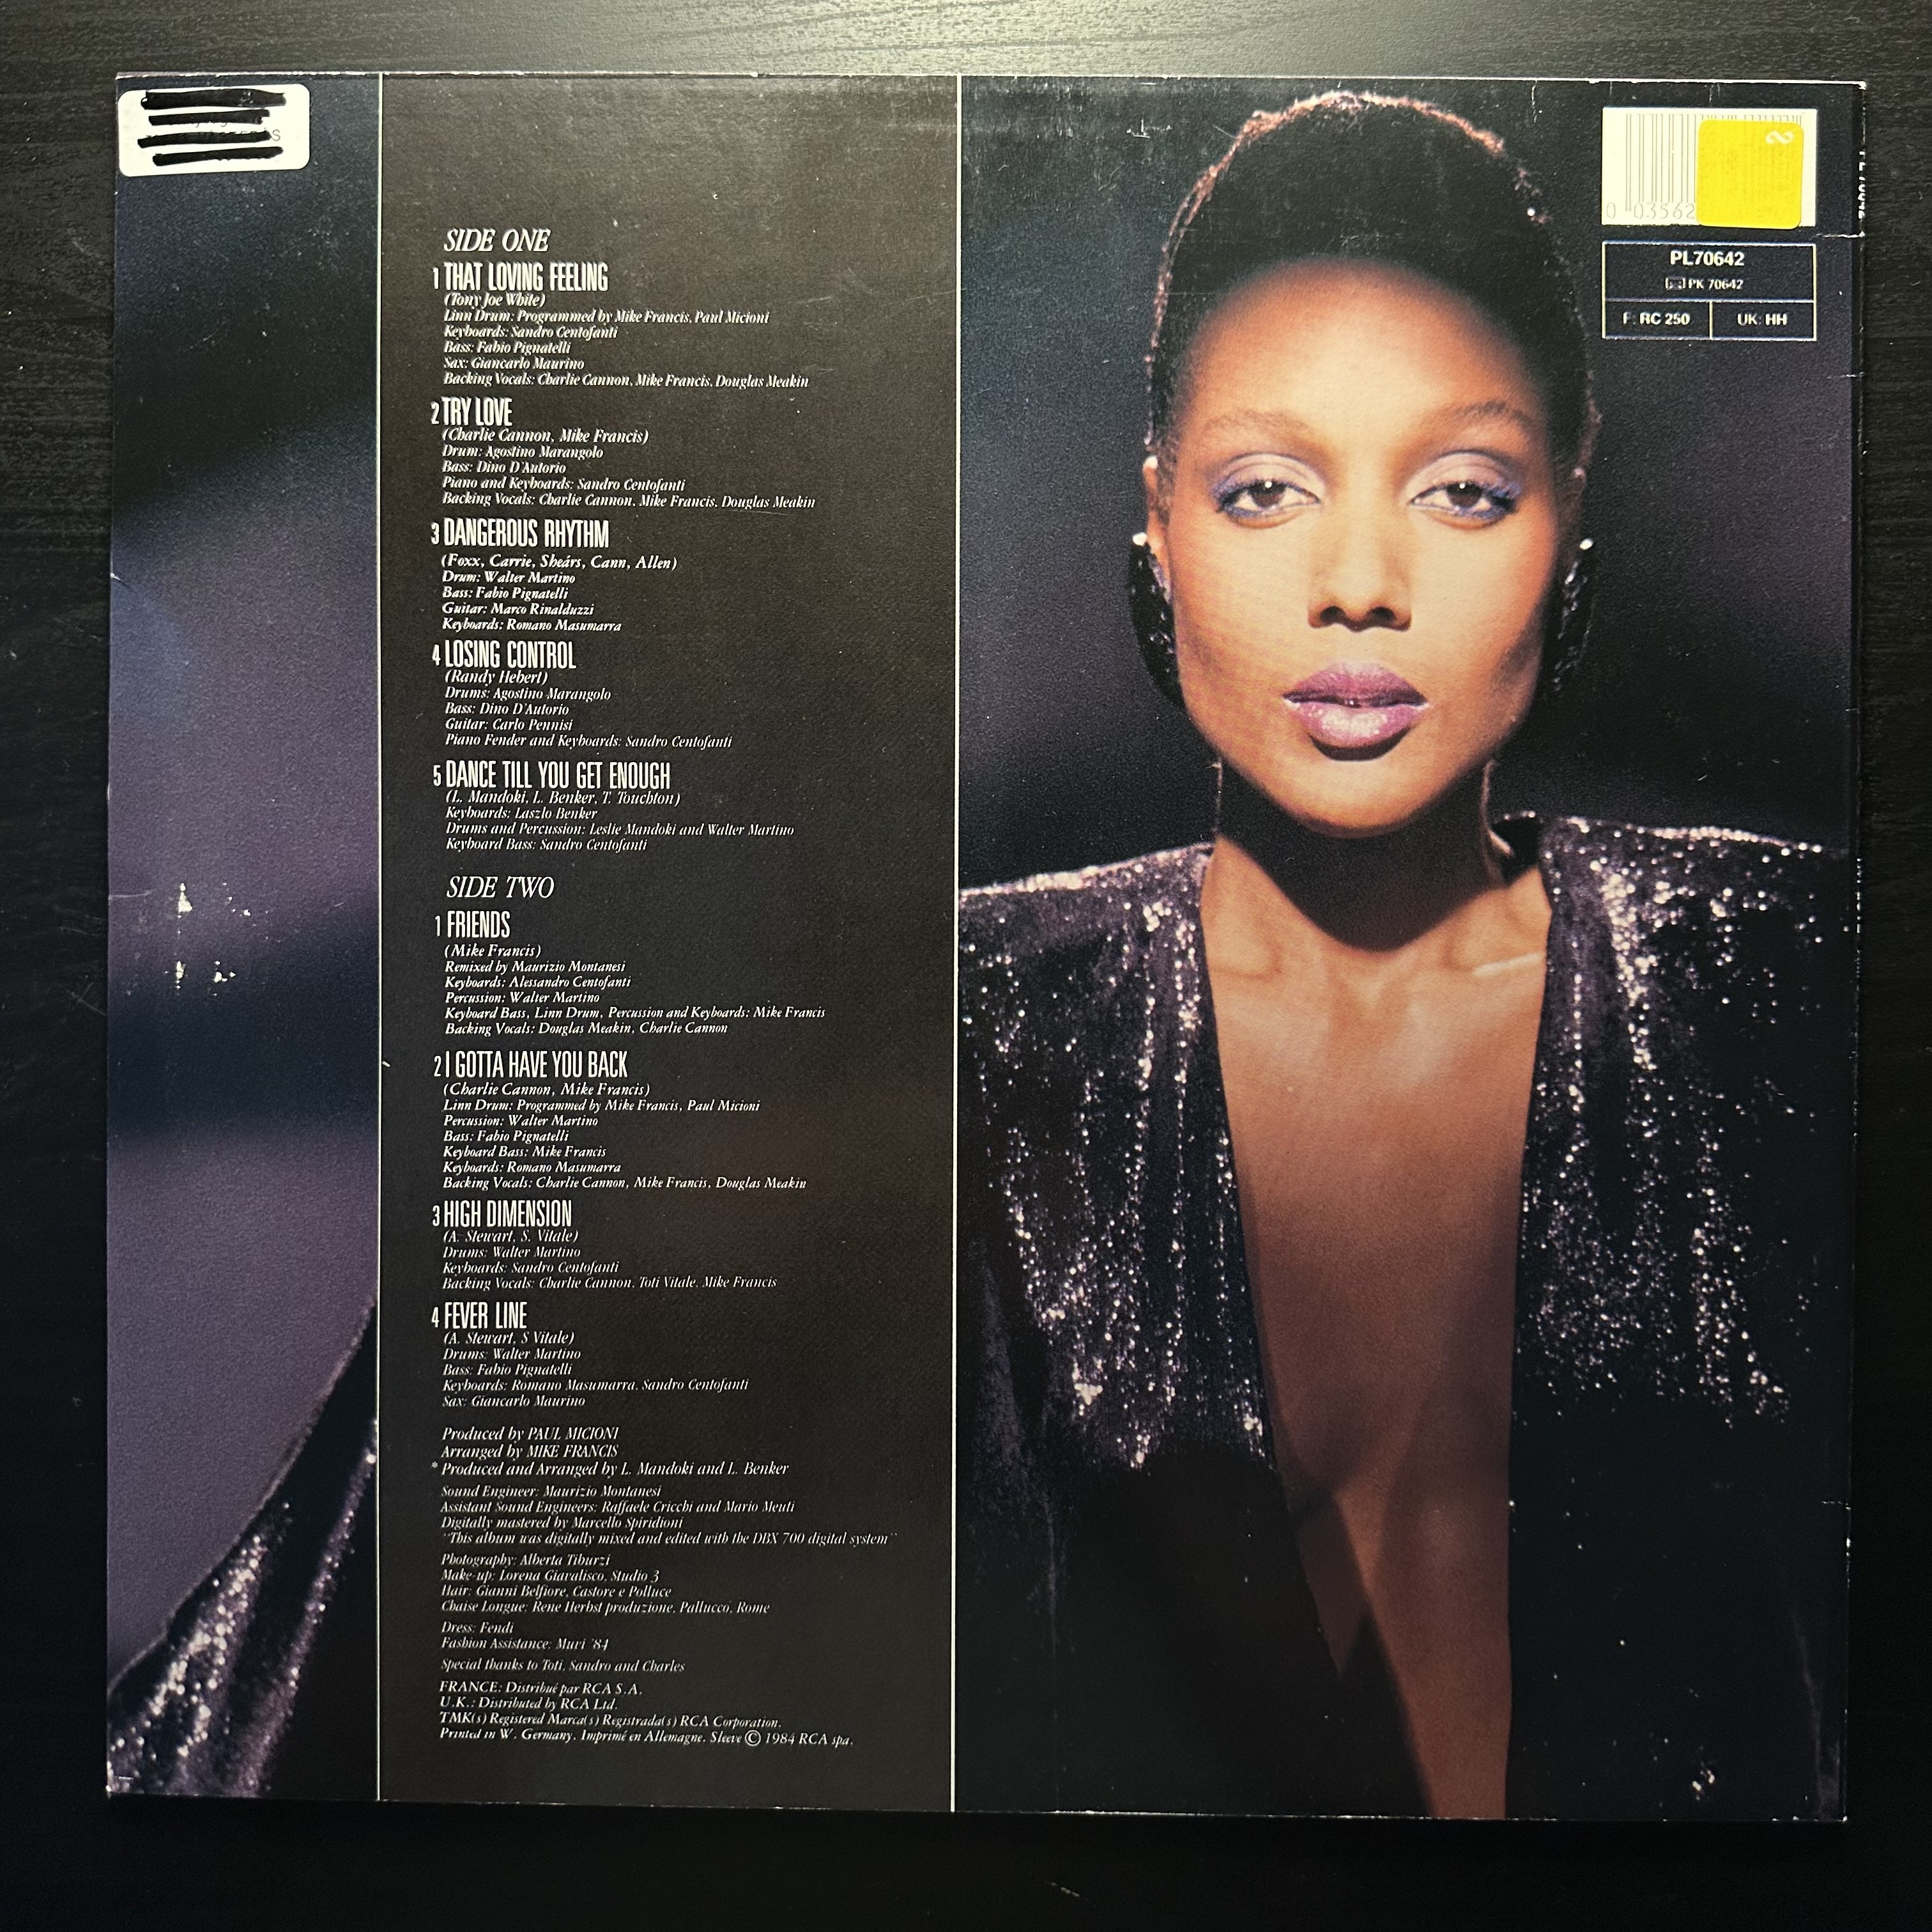 SIDE ONE
1 THAT LOVING FEELING
(Tony Joe White)
Linn Drum: Programmed by Mike Francis, Paul Micioni
Keyboards: Sandro Centofanti
Bass: Fabio Pignatelli
Sax: Giancarlo Maurino
Backing Vocals: Charlie Cannon, Mike Francis, Douglas Meakin
2 TRY LOVE
(Charlie Cannon, Mike Francis)
Drum: Agostino Marangolo
Bass: Dino D'Autorio
Piano and Keyboards: Sandro Centofanti
Backing Vocals: Charlie Cannon, Mike Francis, Douglas Meakin
3 DANGEROUS RHYTHM
(Foxx, Carrie, Sheárs, Cann, Allen)
Drum: Walter Martino
Bass: Fabio Pignatelli
Guitar: Marco Rinalduzzi
Keyboards: Romano Masumarra
4 LOSING CONTROL
(Randy Hebert)
Drums: Agostino Marangolo
Bass: Dino D'Autorio
Guitar: Carlo Pennisi
Piano Fender and Keyboards: Sandro Centofanti
5 DANCE TILL YOU GET ENOUGH
(L. Mandoki, L. Benker, T. Touchton)
Keyboards: Laszlo Benker
Drums and Percussion: Leslie Mandoki and Walter Martino
Keyboard Bass: Sandro Centofanti
SIDE TWO
1 FRIENDS
(Mike Francis)
Remixed by Maurizio Montanesi
Keyboards: Alessandro Centofanti
Percussion: Walter Martino
Keyboard Bass, Linn Drum, Percussion and Keyboards: Mike Francis
Backing Vocals: Douglas Meakin, Charlie Cannon
2 I GOTTA HAVE YOU BACK
(Charlie Cannon, Mike Francis)
Linn Drum: Programmed by Mike Francis, Paul Micioni
Percussion: Walter Martino
Bass: Fabio Pignatelli
Keyboard Bass: Mike Francis
Keyboards: Romano Masumarra
Backing Vocals: Charlie Cannon, Mike Francis, Douglas Meakin
3 HIGH DIMENSION
(A. Stewart, S. Vitale)
Drums: Walter Martino
Keyboards: Sandro Centofanti
Backing Vocals: Charlie Cannon, Toti Vitale, Mike Francis
4 FEVER LINE
(A. Stewart, S Vitale)
Drums: Walter Martino
Bass: Fabio Pignatelli
Keyboards: Romano Masumarra, Sandro Centofanti
Sax: Giancarlo Maurino
Produced by PAUL MICIONI
Arranged by MIKE FRANCIS
* Produced and Arranged by L. Mandoki and L. Benker
Sound Engineer: Maurizio Montanesi
Assistant Sound Engineers: Raffaele Cricchi and Mario Meuti
Digitally mastered by Marcello Spiridioni
"This album was digitally mixed and edited with the DBX 700 digital system"
Photography: Alberta Tiburzi
Make-up: Lorena Giavalisco, Studio 3
Hair: Gianni Belfiore, Castore e Polluce
Chaise Longue: Rene Herbst produzione, Pallucco, Rome
Dress: Fendi
Fashion Assistance: Muri '84
Special thanks to Toti, Sandro and Charles
FRANCE: Distribué par RCA S.A.
U.K.: Distributed by RCA Ltd.
TMK(s) Registered Marca(s) Registrada(s) RCA Corporation.
Printed in W. Germany. Imprimé en Allemagne. Sleeve © 1984 RCA spa.
0 03562
PL70642
PK 70642
F: RC 250
UK: HH